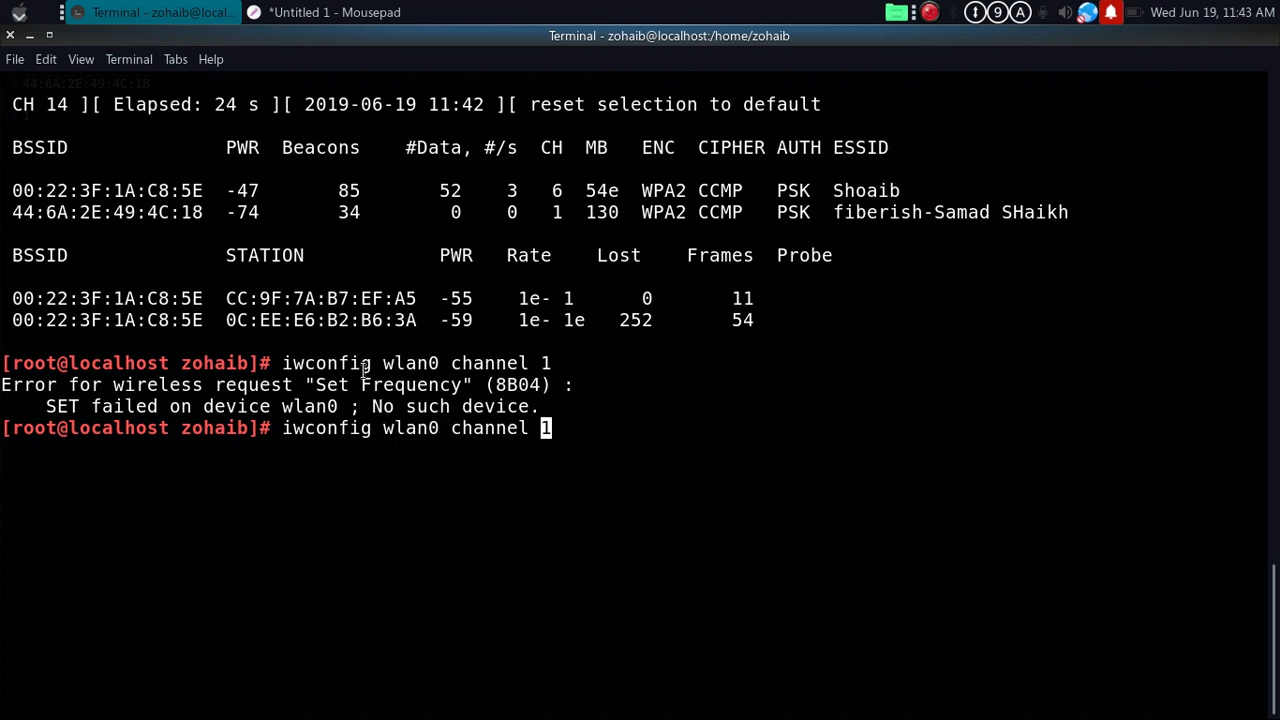 Terminal - zohaib@local...
*Untitled 1 - Mousepad
9
A
Wed Jun 19, 11:43 AM
Terminal - zohaib@localhost:/home/zohaib
File Edit View Terminal Tabs Help
44:6A:2E:49:4C:18
CH 14 ][ Elapsed: 24 s ][ 2019-06-19 11:42 ][ reset selection to default
BSSID PWR Beacons #Data, #/s CH MB ENC CIPHER AUTH ESSID
00:22:3F:1A:C8:5E -47 85 52 3 6 54e WPA2 CCMP PSK Shoaib
44:6A:2E:49:4C:18 -74 34 0 0 1 130 WPA2 CCMP PSK fiberish-Samad SHaikh
BSSID STATION PWR Rate Lost Frames Probe
00:22:3F:1A:C8:5E CC:9F:7A:B7:EF:A5 -55 1e- 1 0 11
00:22:3F:1A:C8:5E 0C:EE:E6:B2:B6:3A -59 1e- 1e 252 54
[root@localhost zohaib]# iwconfig wlan0 channel 1
Error for wireless request "Set Frequency" (8B04) :
SET failed on device wlan0 ; No such device.
[root@localhost zohaib]# iwconfig wlan0 channel 1